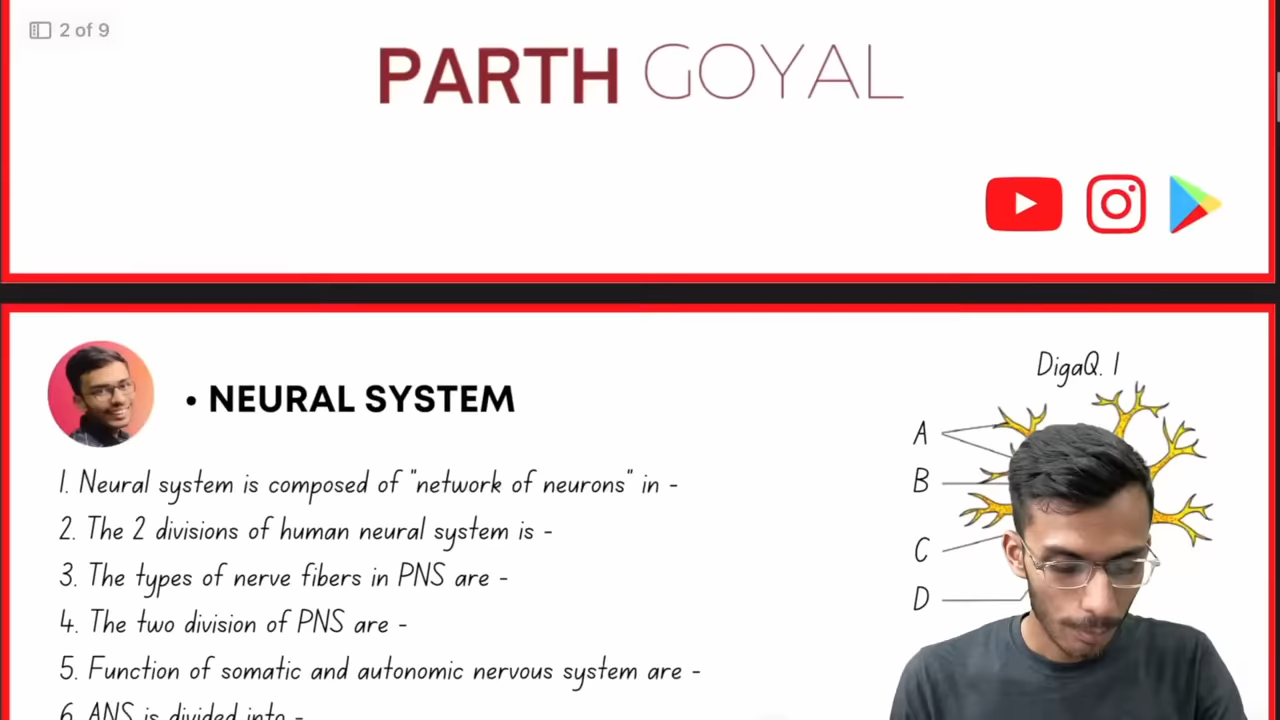 2 of 9
PARTH GOYAL
• NEURAL SYSTEM
DigaQ. 1
A
B
C
D
1. Neural system is composed of "network of neurons" in -
2. The 2 divisions of human neural system is -
3. The types of nerve fibers in PNS are -
4. The two division of PNS are -
5. Function of somatic and autonomic nervous system are -
6. ANS is divided into -